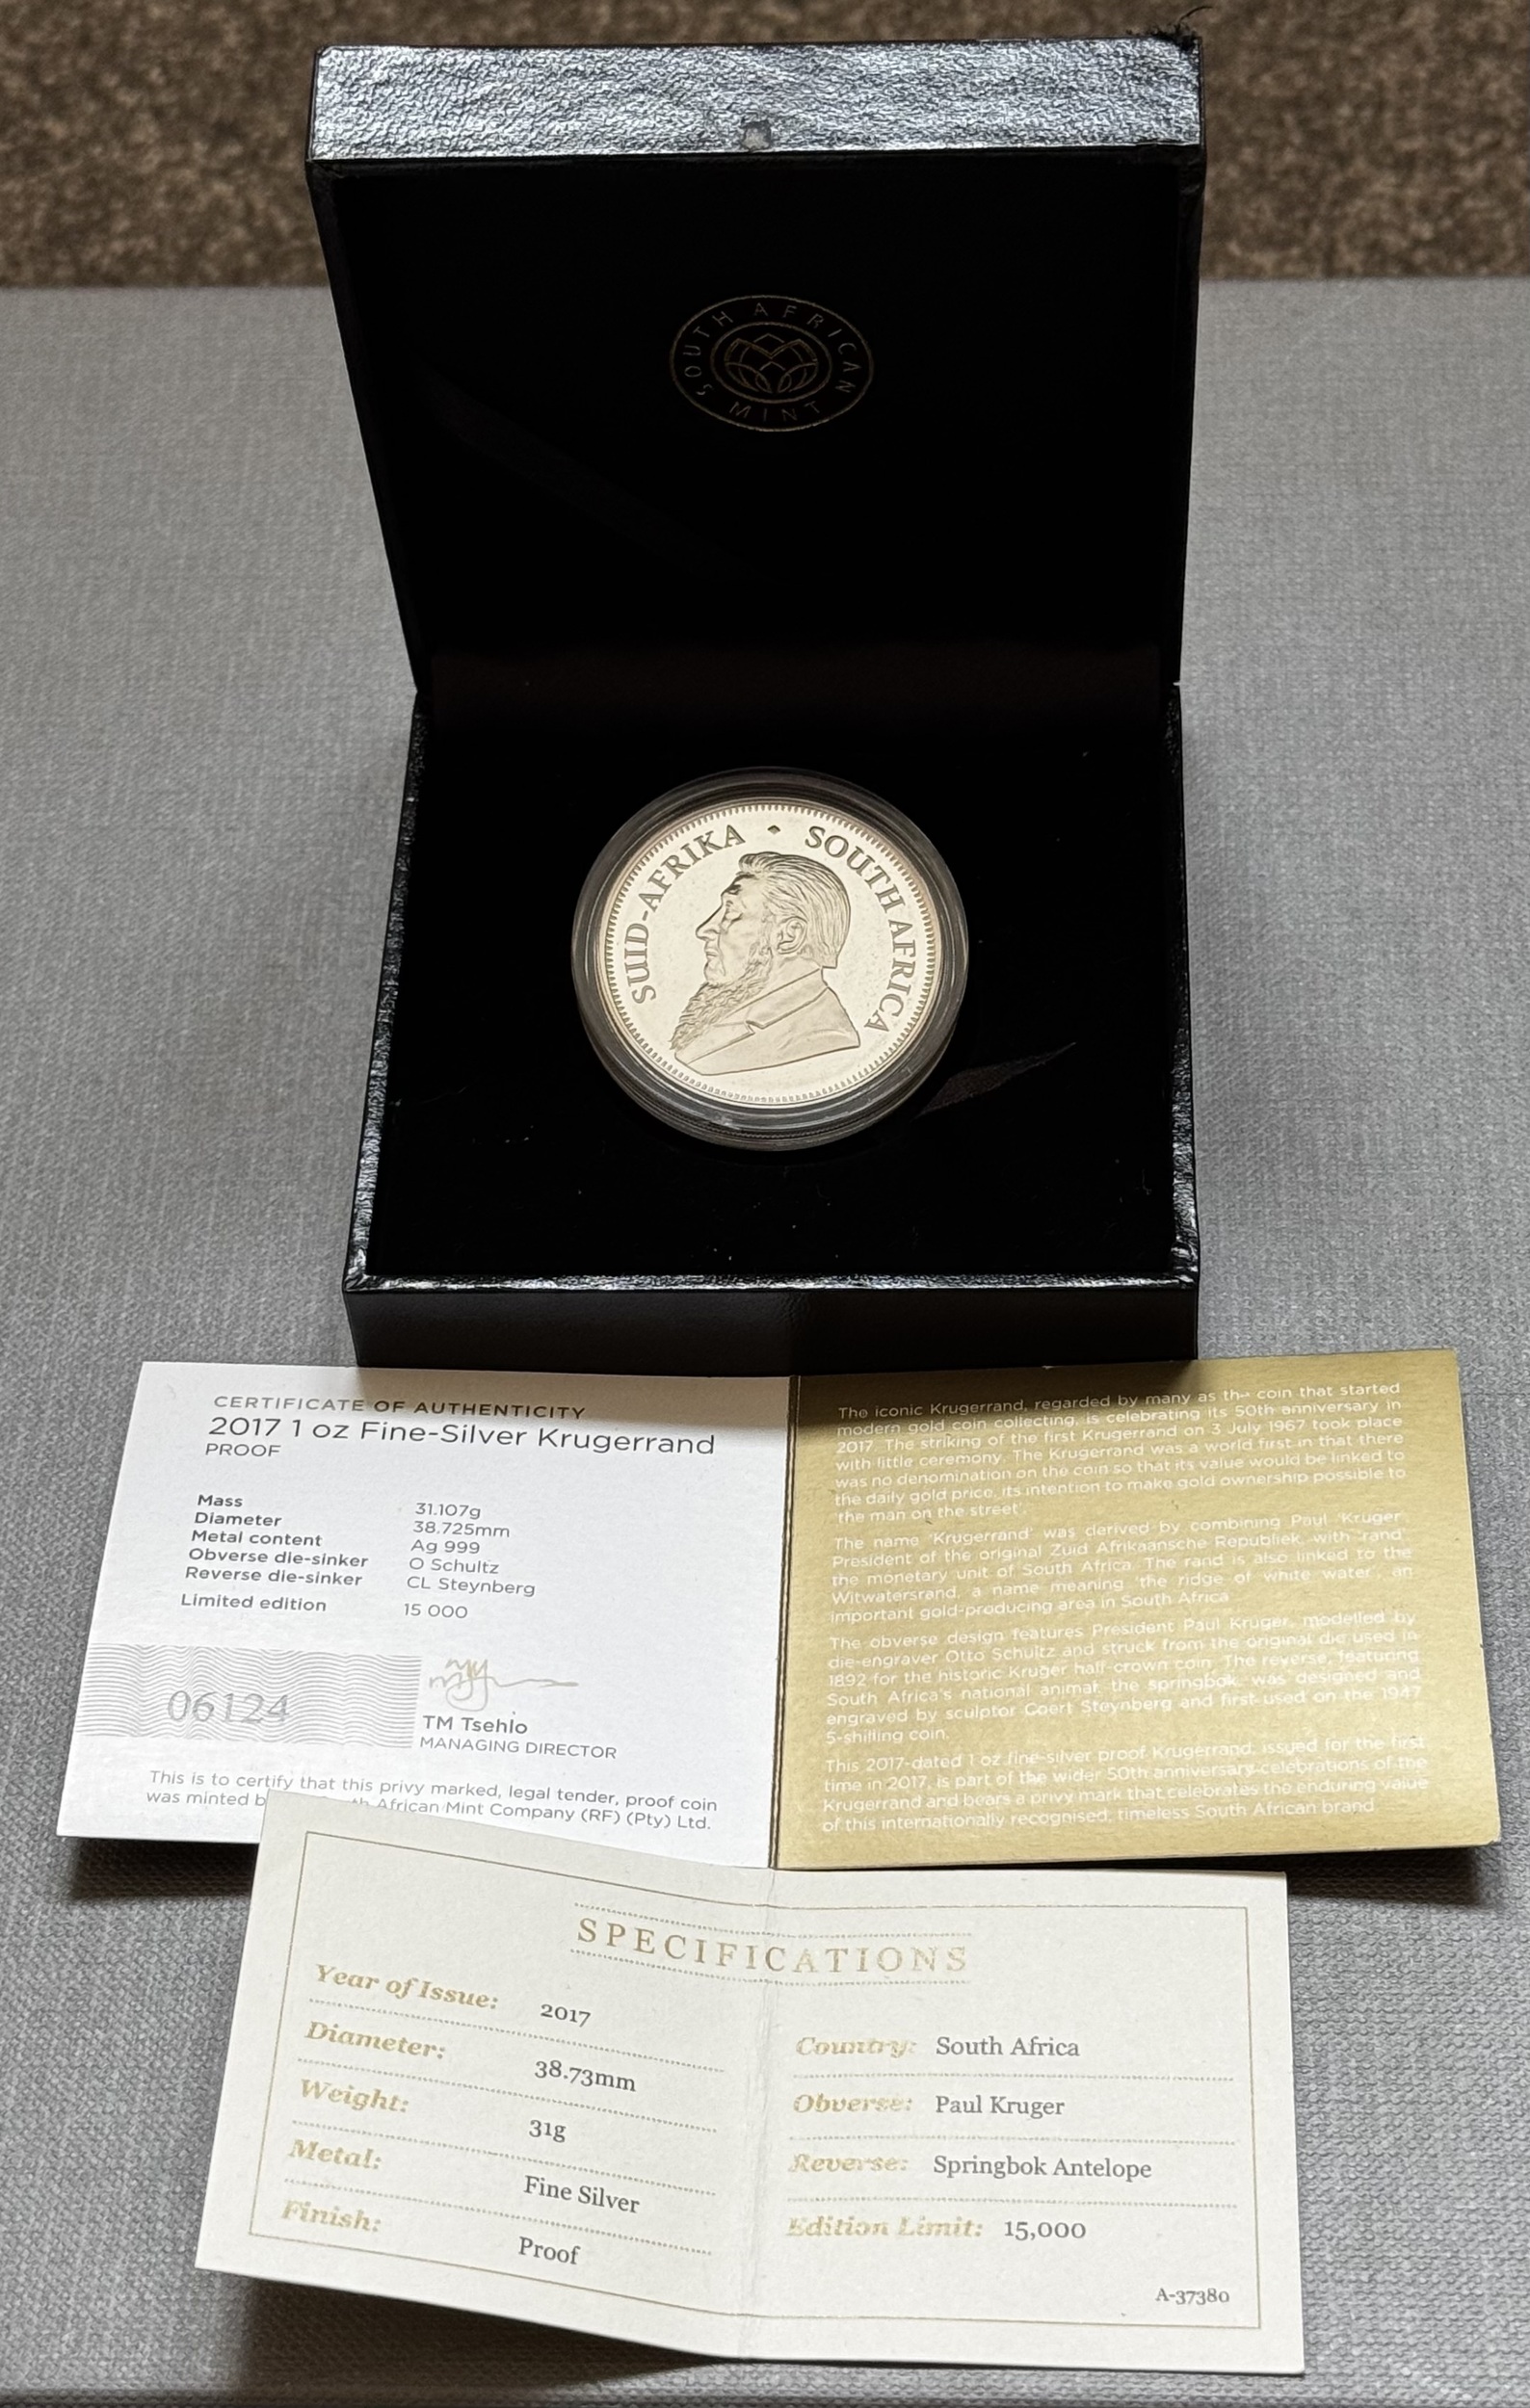 SOUTH AFRICAN
MINT
SUID-AFRIKA • SOUTH AFRICA
CERTIFICATE OF AUTHENTICITY
2017 1 oz Fine-Silver Krugerrand
PROOF
Mass 31.107g
Diameter 38.725mm
Metal content Ag 999
Obverse die-sinker O Schultz
Reverse die-sinker CL Steynberg
Limited edition 15 000
06124
TM Tsehlo
MANAGING DIRECTOR
This is to certify that this privy marked, legal tender, proof coin
was minted African Mint Company (RF) (Pty) Ltd.
The iconic Krugerrand, regarded by many as the coin that started
modern gold coin collecting, is celebrating its 50th anniversary in
2017. The striking of the first Krugerrand on 3 July 1967 took place
with little ceremony. The Krugerrand was a world first in that there
was no denomination on the coin so that its value would be linked to
the daily gold price, its intention to make gold ownership possible to
'the man on the street'.
The name 'Krugerrand' was derived by combining Paul 'Kruger',
President of the original Zuid Afrikaansche Republiek, with 'rand'
the monetary unit of South Africa. The rand is also linked to the
Witwatersrand, a name meaning 'the ridge of white water', an
important gold-producing area in South Africa
The obverse design features President Paul Kruger, modelled by
die-engraver Otto Schultz and struck from the original die used in
1892 for the historic Kruger half-crown coin. The reverse, featuring
South Africa's national animal, the springbok, was designed and
engraved by sculptor Coert Steynberg and first used on the 1947
5-shilling coin.
This 2017-dated 1 oz fine-silver proof Krugerrand, issued for the first
time in 2017, is part of the wider 50th anniversary celebrations of the
Krugerrand and bears a privy mark that celebrates the enduring value
of this internationally recognised, timeless South African brand
SPECIFICATIONS
Year of Issue: 2017
Diameter: 38.73mm
Weight: 31g
Metal: Fine Silver
Finish: Proof
Country: South Africa
Obverse: Paul Kruger
Reverse: Springbok Antelope
Edition Limit: 15,000
A-37380